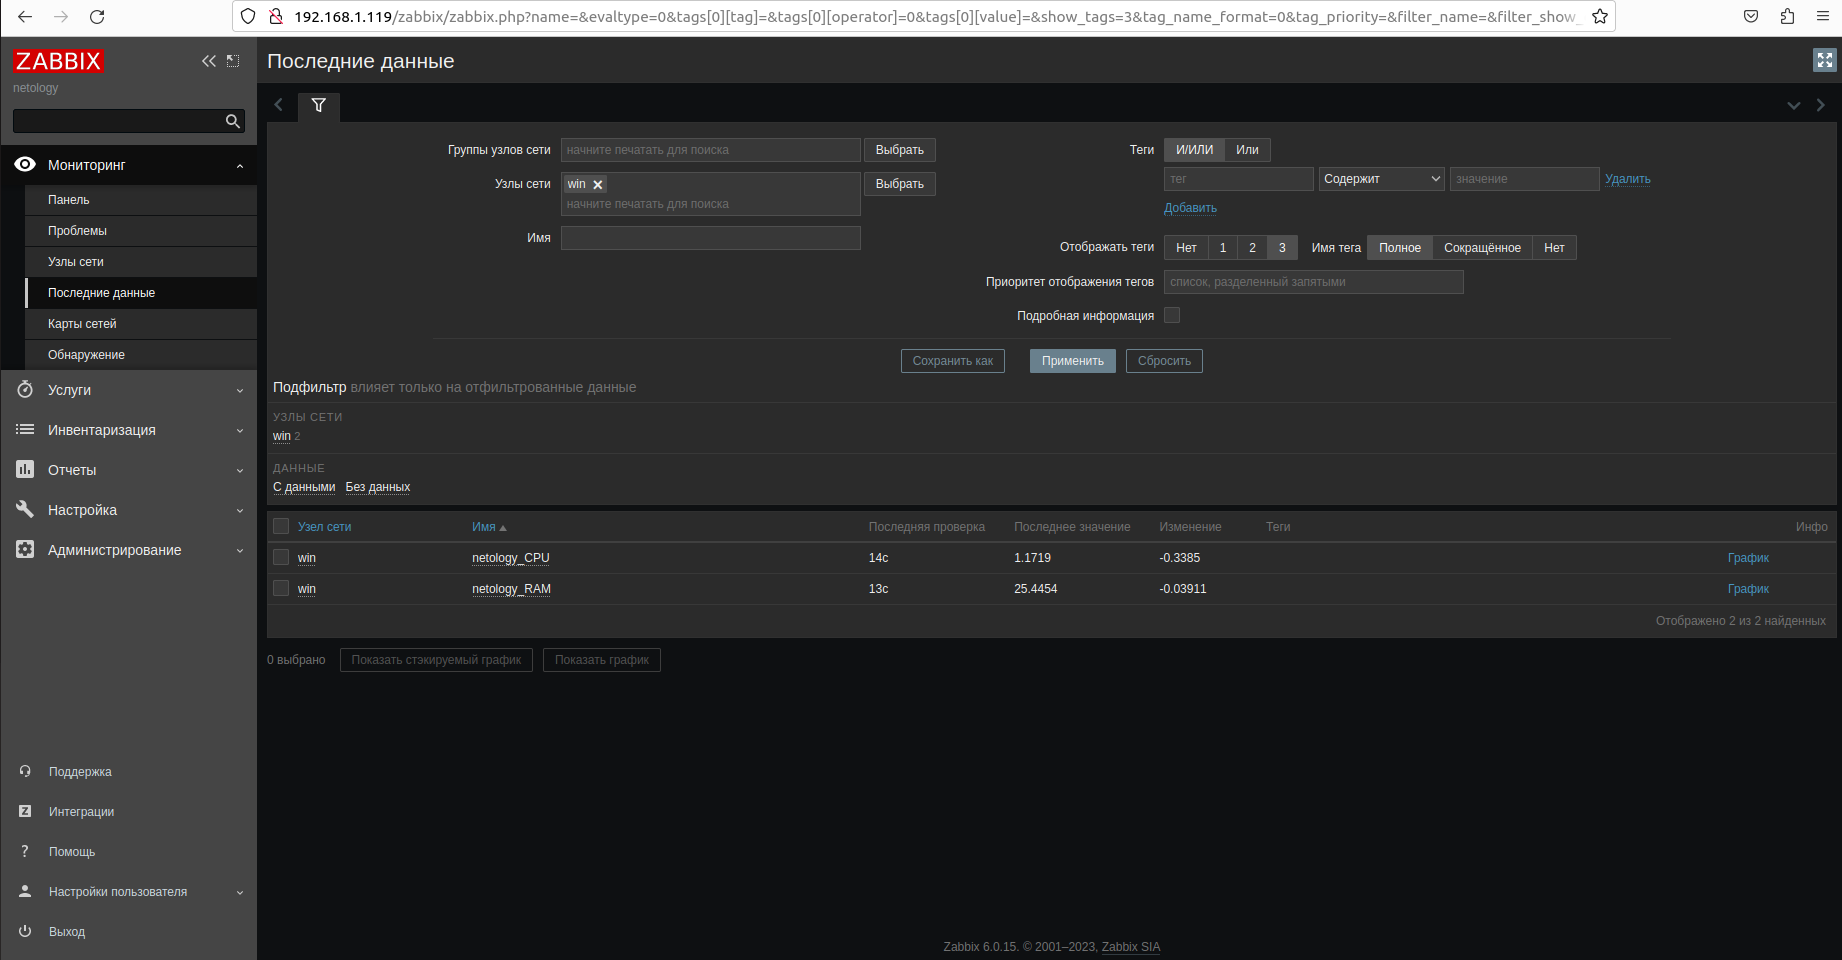 192.168.1.119/zabbix/zabbix.php?name=&evaltype=0&tags[0][tag]=&tags[0][operator]=0&tags[0][value]=&show_tags=3&tag_name_format=0&tag_priority=&filter_name=&filter_show_
ZABBIX
netology
Мониторинг
Панель
Проблемы
Узлы сети
Последние данные
Карты сетей
Обнаружение
Услуги
Инвентаризация
Отчеты
Настройка
Администрирование
Поддержка
Интеграции
Помощь
Настройки пользователя
Выход
Последние данные
Группы узлов сети начните печатать для поиска Выбрать
Узлы сети win Выбрать
начните печатать для поиска
Имя
Теги И/ИЛИ Или
тег Содержит значение Удалить
Добавить
Отображать теги Нет 1 2 3 Имя тега Полное Сокращённое Нет
Приоритет отображения тегов список, разделенный запятыми
Подробная информация
Сохранить как Применить Сбросить
Подфильтр влияет только на отфильтрованные данные
УЗЛЫ СЕТИ
win 2
ДАННЫЕ
С данными Без данных
Узел сети Имя Последняя проверка Последнее значение Изменение Теги Инфо
win netology_CPU 14с 1.1719 -0.3385 График
win netology_RAM 13с 25.4454 -0.03911 График
Отображено 2 из 2 найденных
0 выбрано Показать стэкируемый график Показать график
Zabbix 6.0.15. © 2001–2023, Zabbix SIA